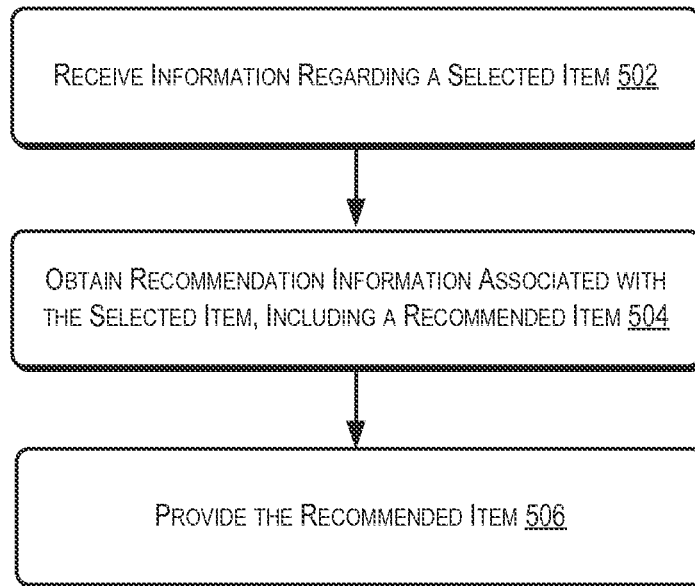 RECEIVE INFORMATION REGARDING A SELECTED ITEM 502
OBTAIN RECOMMENDATION INFORMATION ASSOCIATED WITH
THE SELECTED ITEM, INCLUDING A RECOMMENDED ITEM 504
PROVIDE THE RECOMMENDED ITEM 506